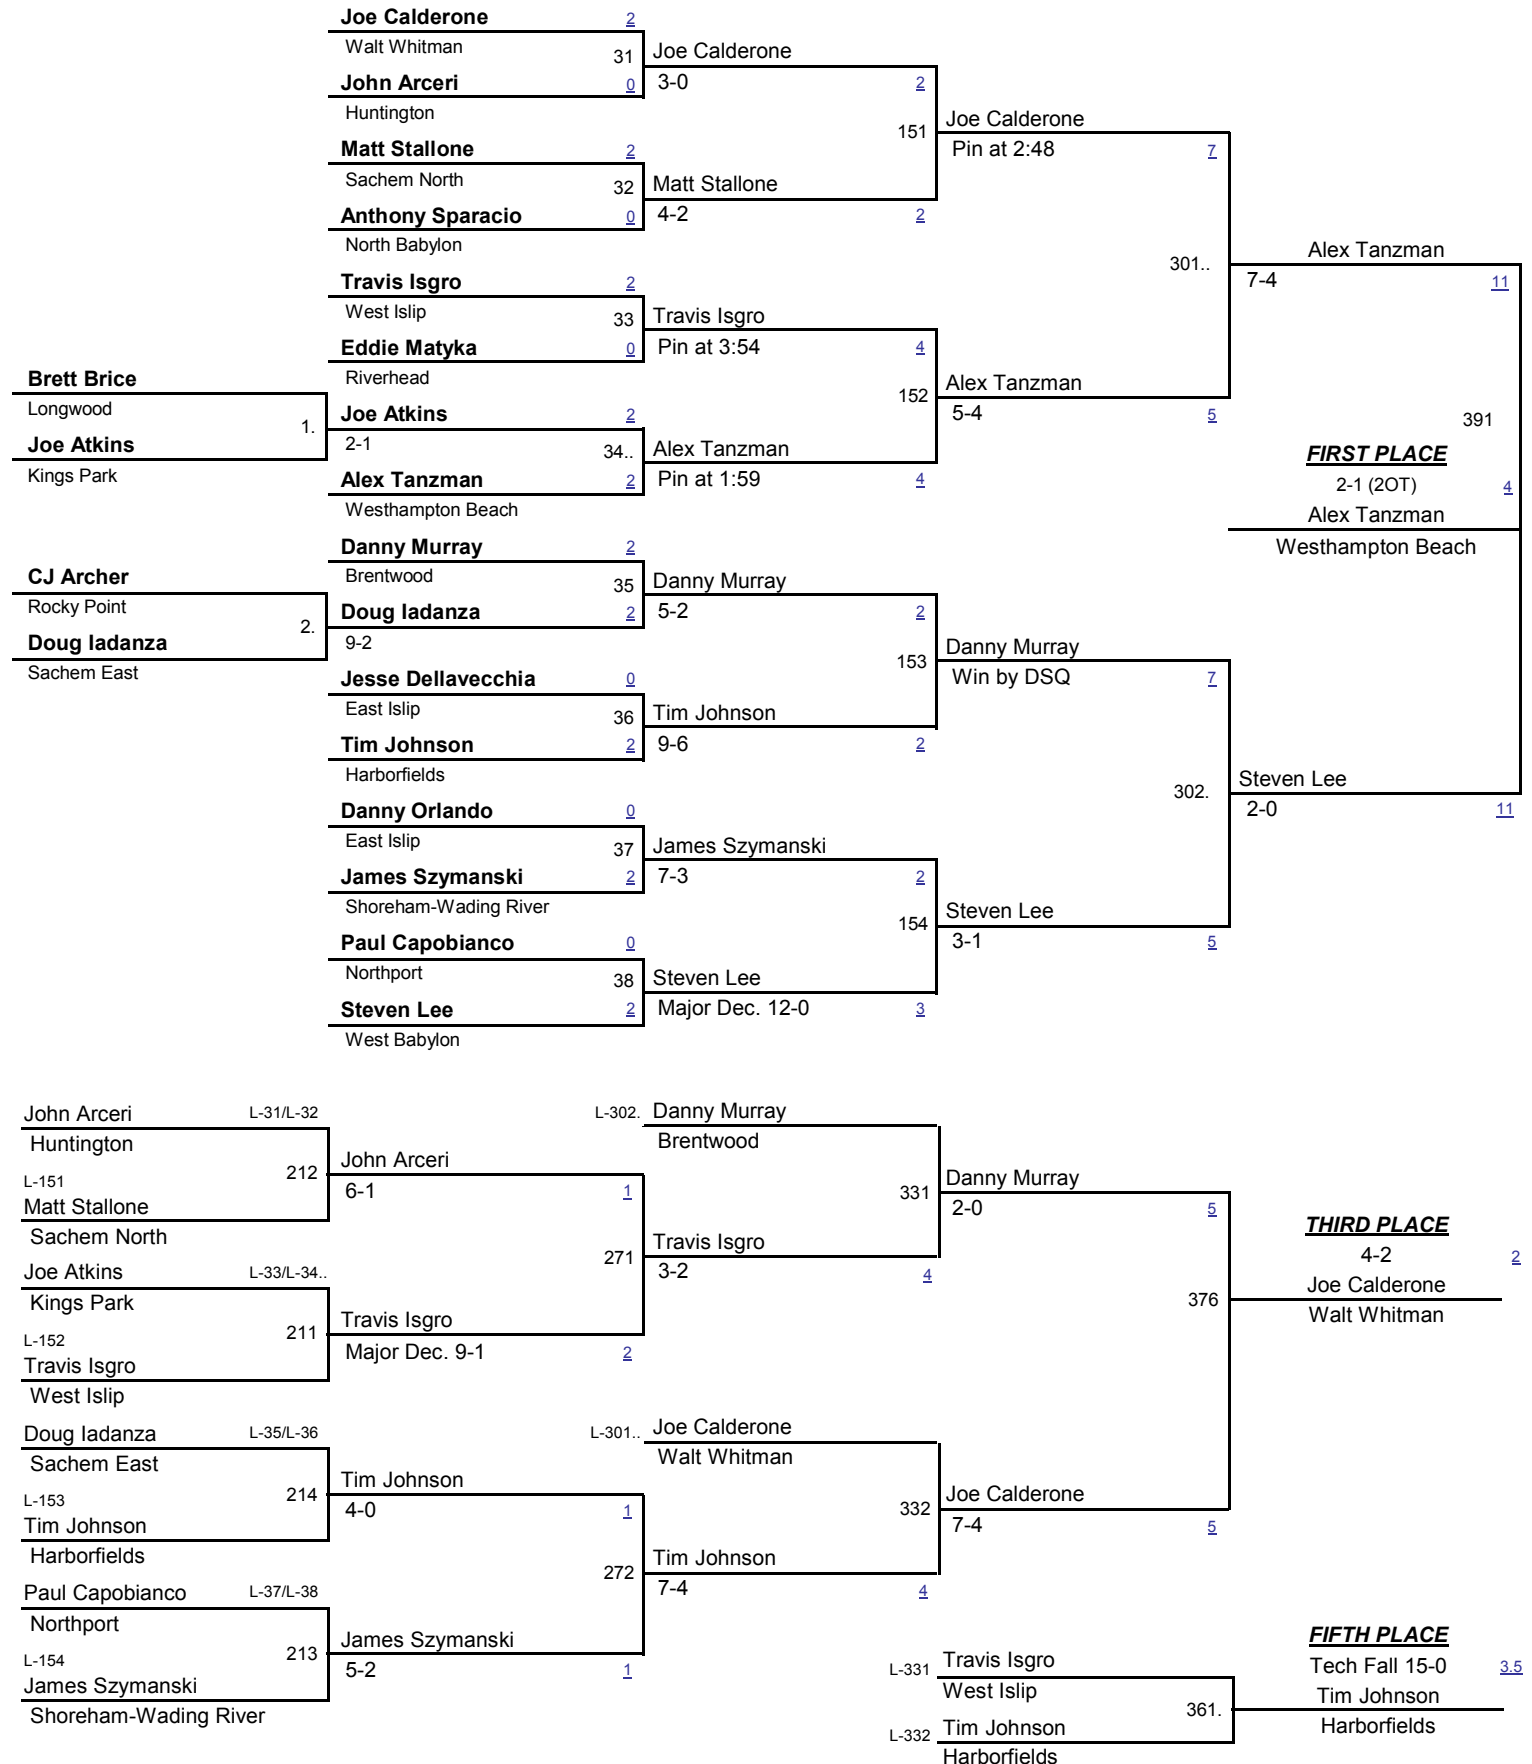 Joe Calderone 2
Walt Whitman
31 Joe Calderone
John Arceri 0
3-0 2
Huntington
151 Joe Calderone
Matt Stallone 2
Pin at 2:48 7
Sachem North
32 Matt Stallone
Anthony Sparacio 0
4-2 2
North Babylon
301.. Alex Tanzman
7-4 11
Travis Isgro 2
West Islip
33 Travis Isgro
Eddie Matyka 0
Pin at 3:54 4
Riverhead
Brett Brice
Longwood
1.
Joe Atkins
Kings Park
152 Alex Tanzman
5-4 5
Joe Atkins 2
2-1
34.. Alex Tanzman
Alex Tanzman 2
Pin at 1:59 4
Westhampton Beach
391
FIRST PLACE
2-1 (2OT) 4
Alex Tanzman
Westhampton Beach
Danny Murray 2
Brentwood
35 Danny Murray
CJ Archer
Rocky Point
2.
Doug Iadanza
Sachem East
Doug Iadanza 2
5-2 2
9-2
153 Danny Murray
Win by DSQ 7
Jesse Dellavecchia 0
East Islip
36 Tim Johnson
Tim Johnson 2
9-6 2
Harborfields
302. Steven Lee
2-0 11
Danny Orlando 0
East Islip
37 James Szymanski
James Szymanski 2
7-3 2
Shoreham-Wading River
154 Steven Lee
3-1 5
Paul Capobianco 0
Northport
38 Steven Lee
Steven Lee 2
Major Dec. 12-0 3
West Babylon
John Arceri L-31/L-32
Huntington
212 John Arceri
L-151
6-1 1
Matt Stallone
Sachem North
L-302. Danny Murray
Brentwood
331 Danny Murray
2-0 5
271 Travis Isgro
3-2 4
Joe Atkins L-33/L-34..
Kings Park
211 Travis Isgro
L-152
Major Dec. 9-1 2
Travis Isgro
West Islip
THIRD PLACE
4-2 2
376 Joe Calderone
Walt Whitman
Doug Iadanza L-35/L-36
Sachem East
214 Tim Johnson
L-153
4-0 1
Tim Johnson
Harborfields
L-301.. Joe Calderone
Walt Whitman
332 Joe Calderone
7-4 5
272 Tim Johnson
7-4 4
Paul Capobianco L-37/L-38
Northport
213 James Szymanski
L-154
5-2 1
James Szymanski
Shoreham-Wading River
L-331 Travis Isgro
West Islip
361.
L-332 Tim Johnson
Harborfields
FIFTH PLACE
Tech Fall 15-0 3.5
Tim Johnson
Harborfields